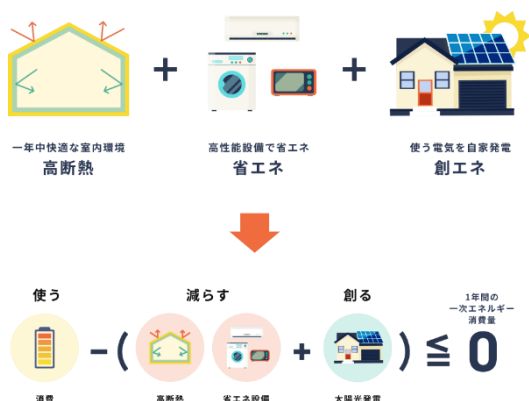 一年中快適な室内環境
高断熱
+
高性能設備で省エネ
省エネ
+
使う電気を自家発電
創エネ
使う
減らす
創る
1年間の
一次エネルギー
消費量
－( + ) ≦ 0
消費
高断熱
省エネ設備
太陽光発電